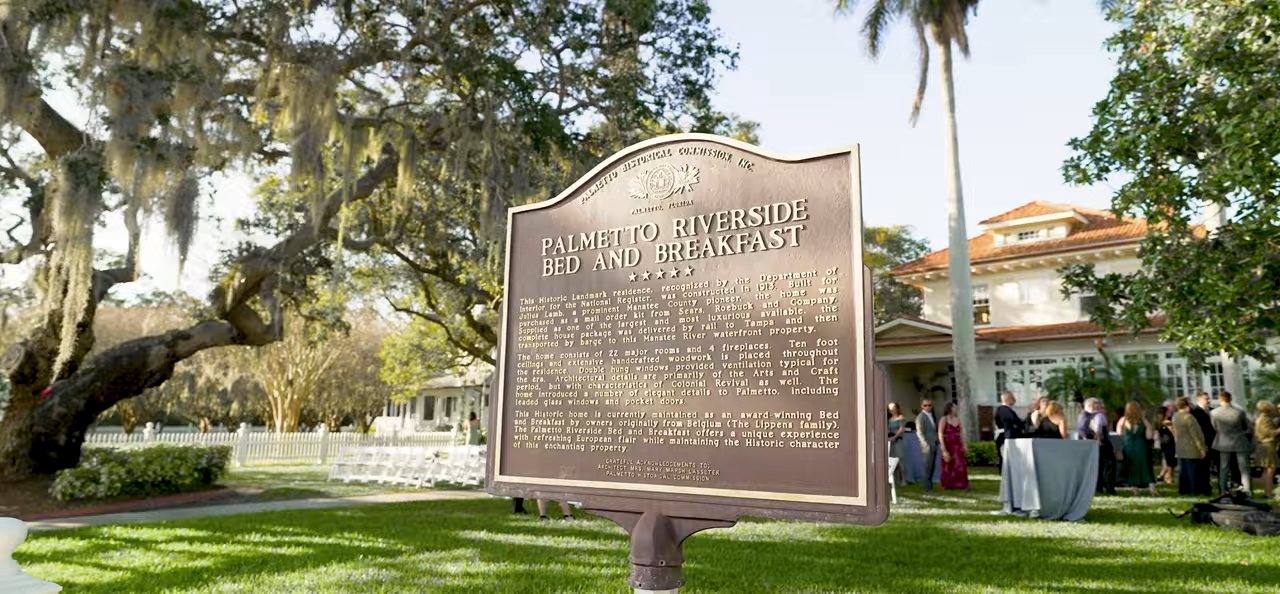 PALMETTO HISTORICAL COMMISSION, INC.
PALMETTO, FLORIDA
PALMETTO RIVERSIDE
BED AND BREAKFAST
This Historic Landmark residence, recognized by the Department of
Interior for the National Register, was constructed in 1913. Built for
Julius Lamb, a prominent Manatee County pioneer, the home was
purchased as a mail order kit from Sears, Roebuck and Company.
Supplied as one of the largest and most luxurious available, the
complete house package was delivered by rail to Tampa and then
transported by barge to this Manatee River waterfront property.
The home consists of 22 major rooms and 4 fireplaces. Ten foot
ceilings and extensive handcrafted woodwork is placed throughout
the residence. Double hung windows provided ventilation typical for
the era. Architectural details are primarily of the Arts and Craft
period, but with characteristics of Colonial Revival as well. The
home introduced a number of elegant details to Palmetto, including
leaded glass windows and pocket doors.
This Historic home is currently maintained as an award-winning Bed
and Breakfast by owners originally from Belgium (The Lippens family).
The Palmetto Riverside Bed and Breakfast offers a unique experience
with refreshing European flair while maintaining the Historic character
of this enchanting property.
GRATEFUL ACKNOWLEDGEMENTS TO:
ARCHITECT MRS. MARY MARSH LASSETER
PALMETTO HISTORICAL COMMISSION